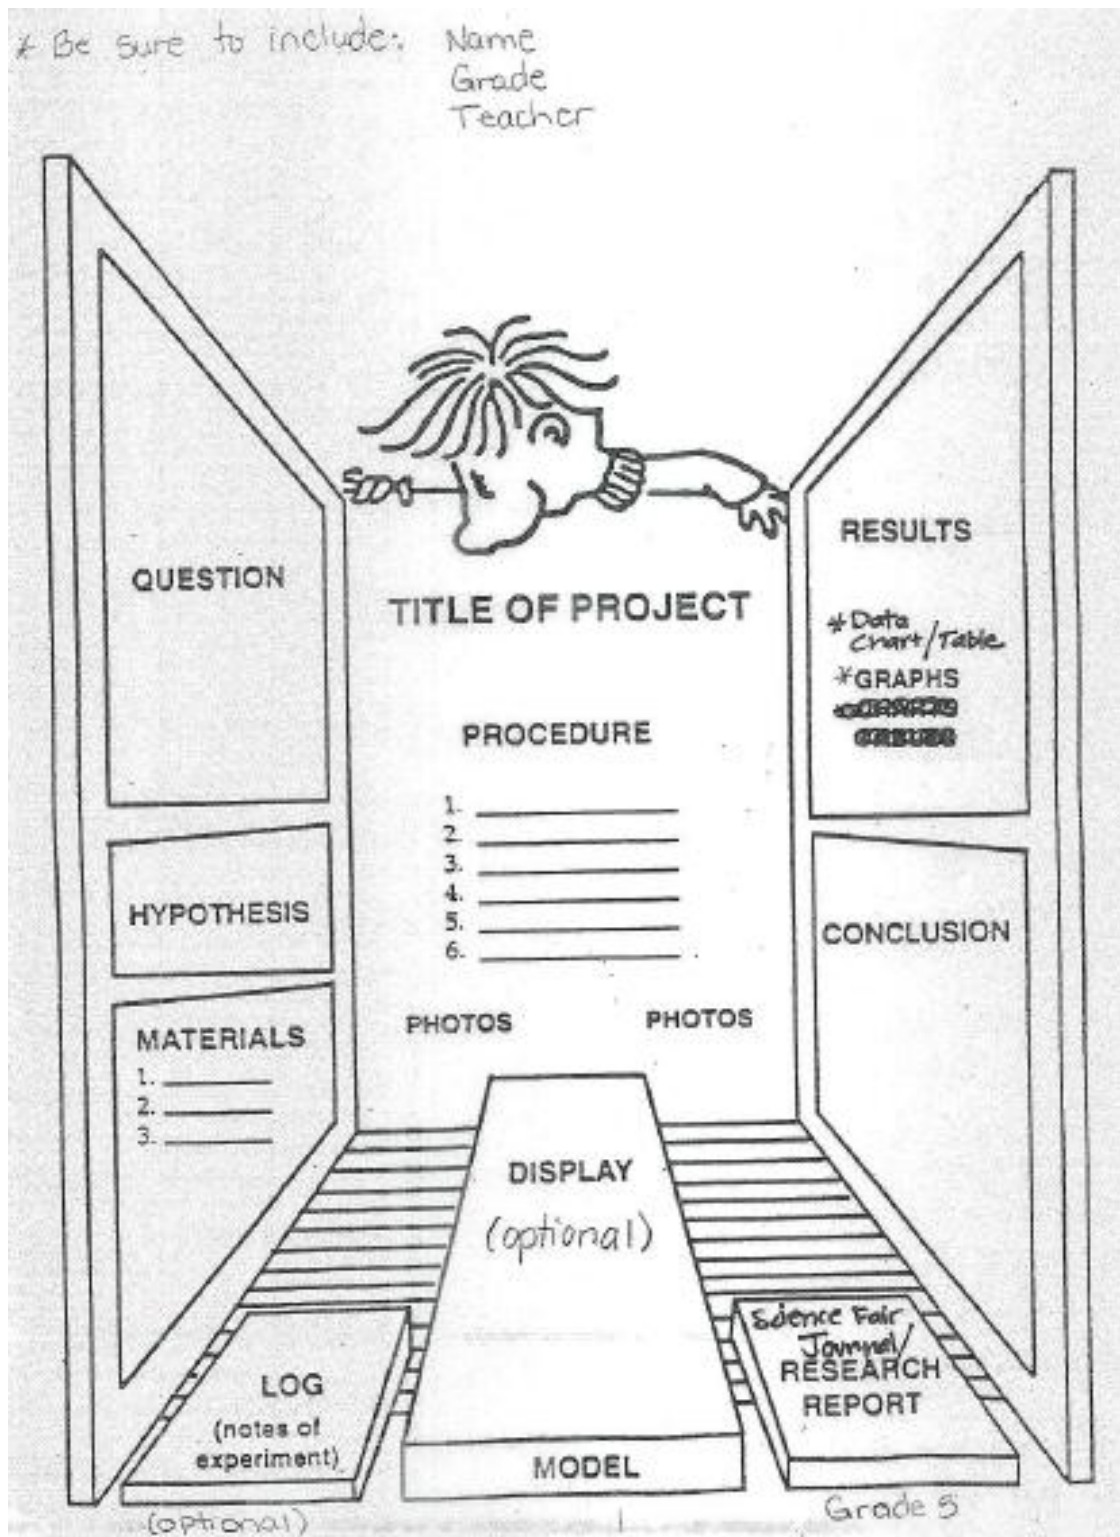 * Be sure to include: Name
Grade
Teacher
QUESTION
HYPOTHESIS
MATERIALS
1.
2.
3.
TITLE OF PROJECT
PROCEDURE
1.
2.
3.
4.
5.
6.
PHOTOS PHOTOS
RESULTS
* Data
Chart/Table
*GRAPHS
CONCLUSION
DISPLAY
(optional)
MODEL
LOG
(notes of
experiment)
(optional)
Science Fair
Journal/
RESEARCH
REPORT
Grade 5